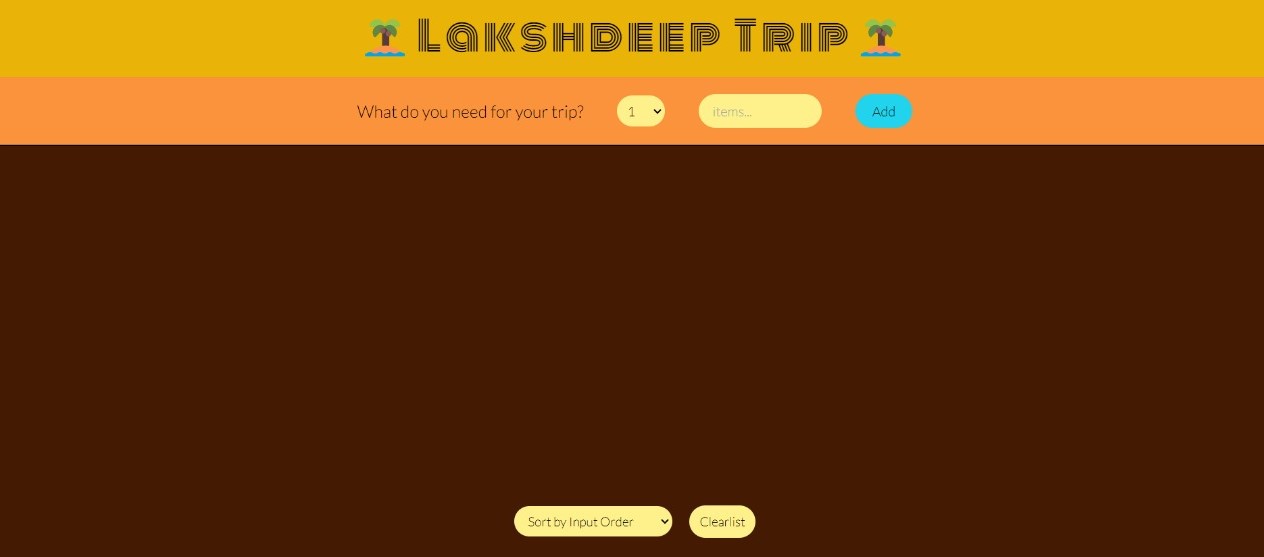 Lakshdeep Trip
What do you need for your trip? 1 items... Add
Sort by Input Order Clearlist